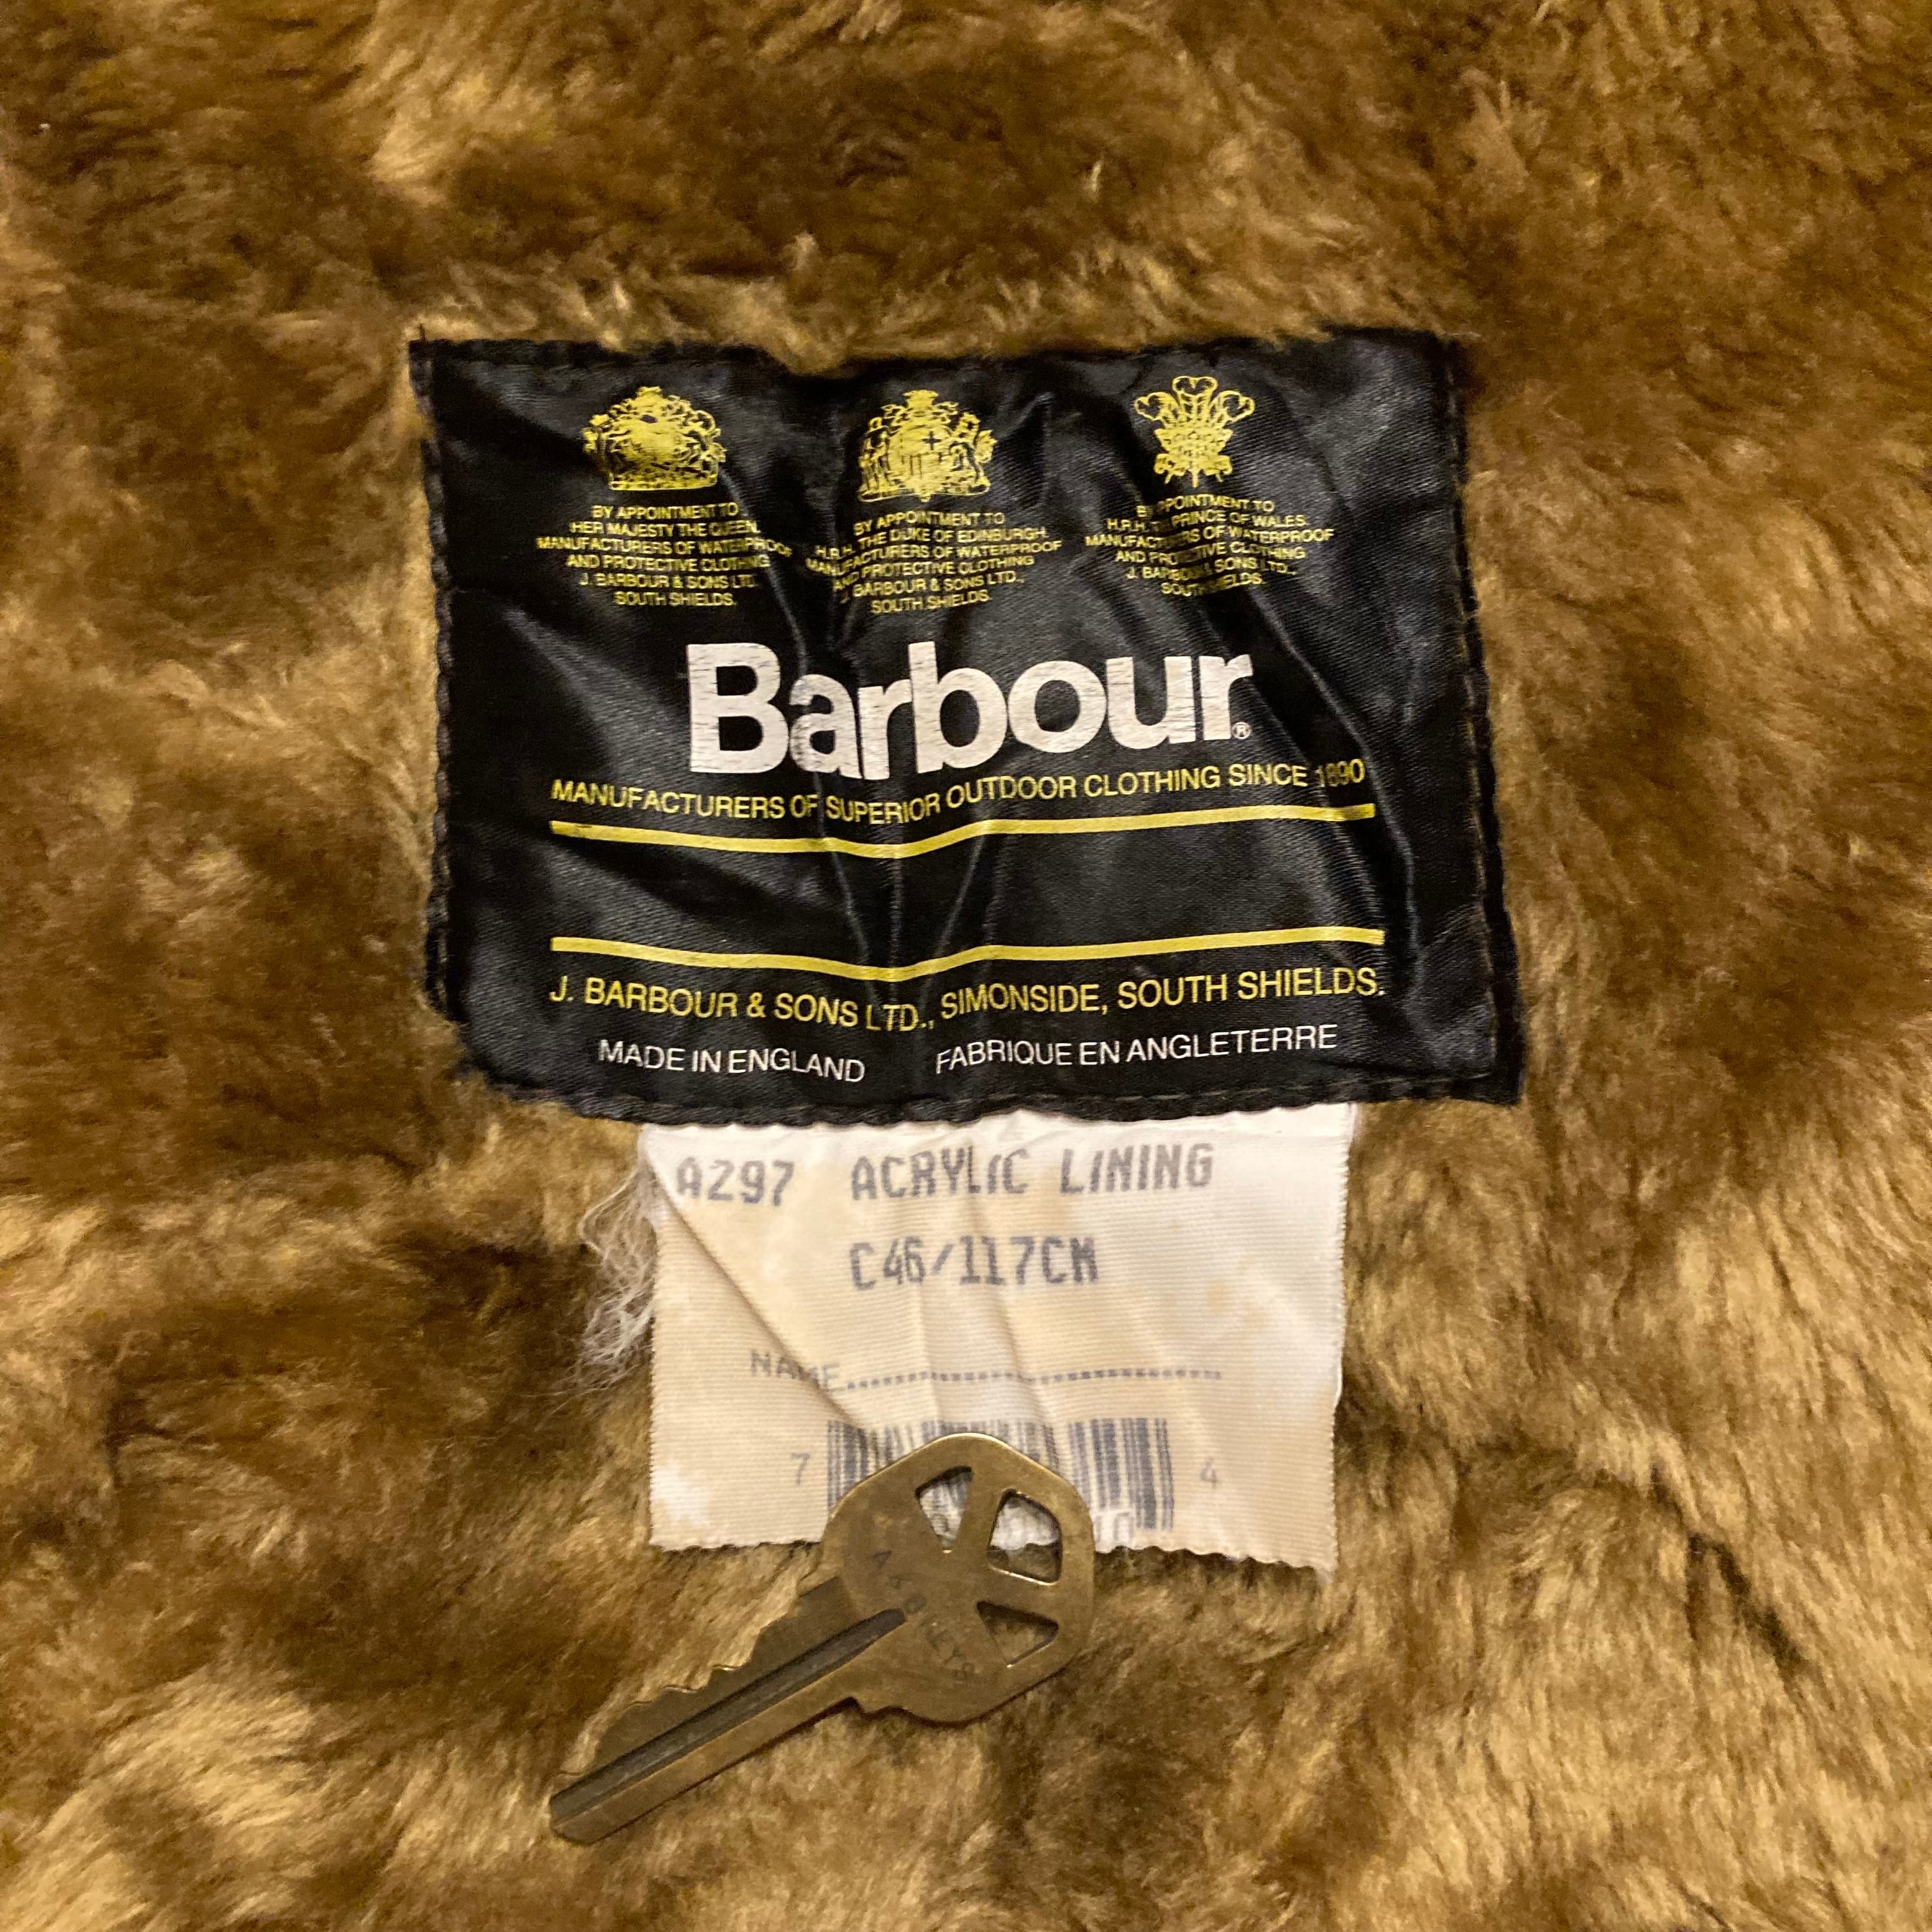 BY APPOINTMENT TO
HER MAJESTY THE QUEEN.
MANUFACTURERS OF WATERPROOF
AND PROTECTIVE CLOTHING
J. BARBOUR & SONS LTD.
SOUTH SHIELDS.
BY APPOINTMENT TO
H.R.H. THE DUKE OF EDINBURGH.
MANUFACTURERS OF WATERPROOF
AND PROTECTIVE CLOTHING
J. BARBOUR & SONS LTD.,
SOUTH SHIELDS.
BY APPOINTMENT TO
H.R.H. THE PRINCE OF WALES.
MANUFACTURERS OF WATERPROOF
AND PROTECTIVE CLOTHING
J. BARBOUR & SONS LTD.,
SOUTH SHIELDS.
Barbour®
MANUFACTURERS OF SUPERIOR OUTDOOR CLOTHING SINCE 1890
J. BARBOUR & SONS LTD., SIMONSIDE, SOUTH SHIELDS.
MADE IN ENGLAND FABRIQUE EN ANGLETERRE
A297 ACRYLIC LINING
C46/117CM
NAME
7 4